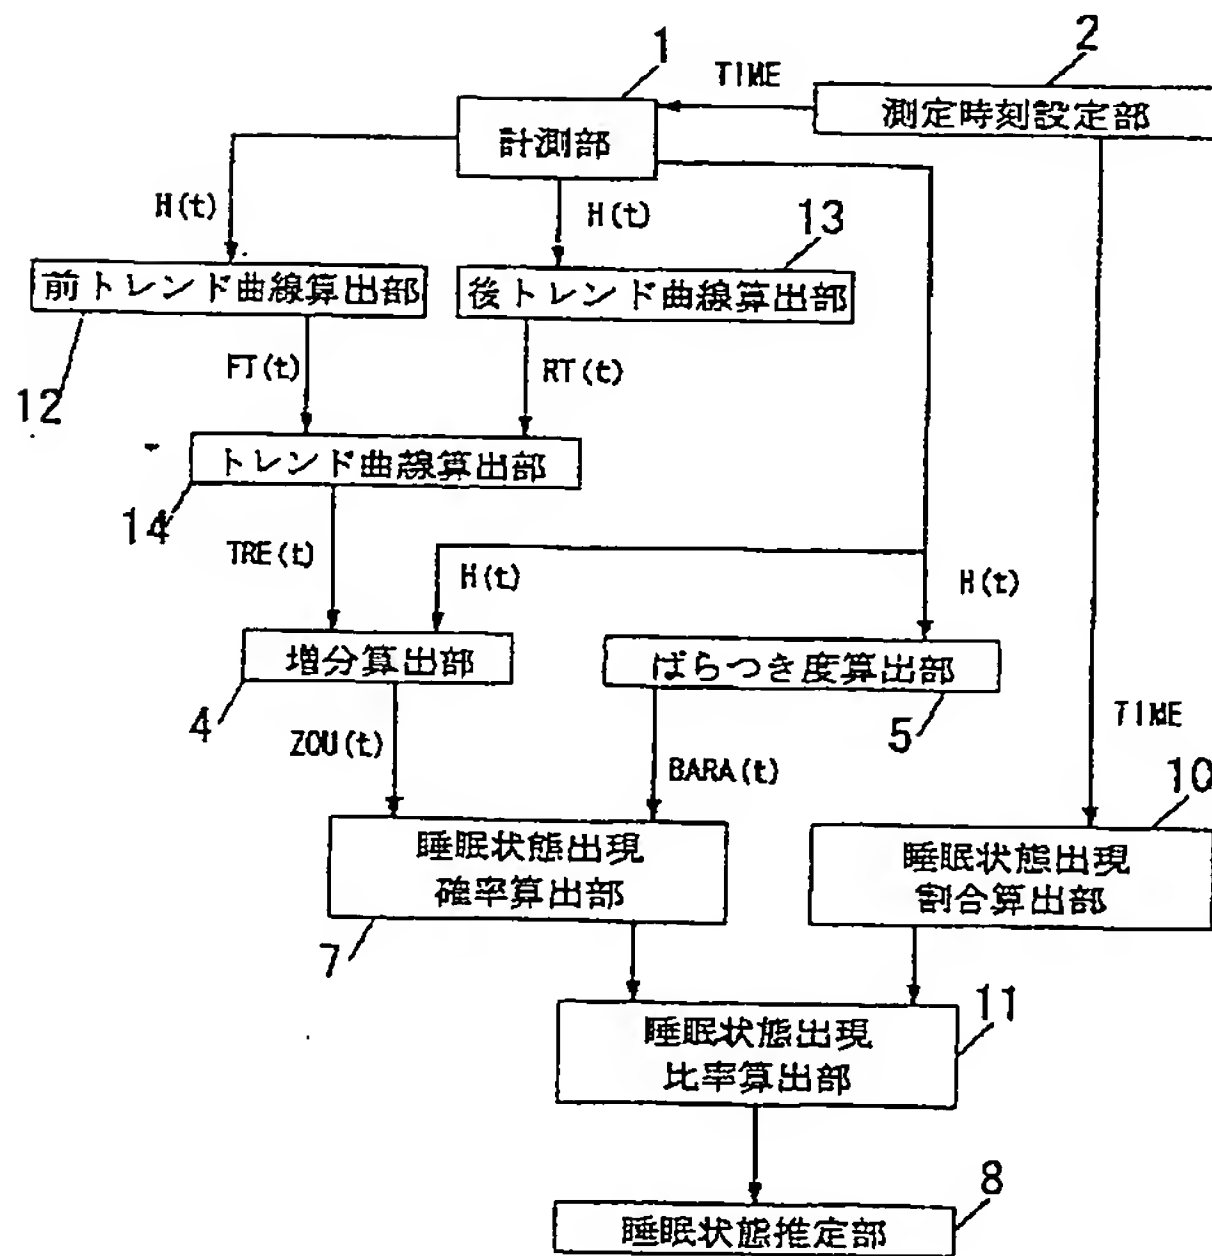 1
2
TIME
測定時刻設定部
計測部
H(t)
H(t)
13
前トレンド曲線算出部
後トレンド曲線算出部
12
FT(t)
RT(t)
トレンド曲線算出部
14
TRE(t)
H(t)
H(t)
増分算出部
ばらつき度算出部
4
5
TIME
ZOU(t)
BARA(t)
10
睡眠状態出現
確率算出部
睡眠状態出現
割合算出部
7
11
睡眠状態出現
比率算出部
8
睡眠状態推定部